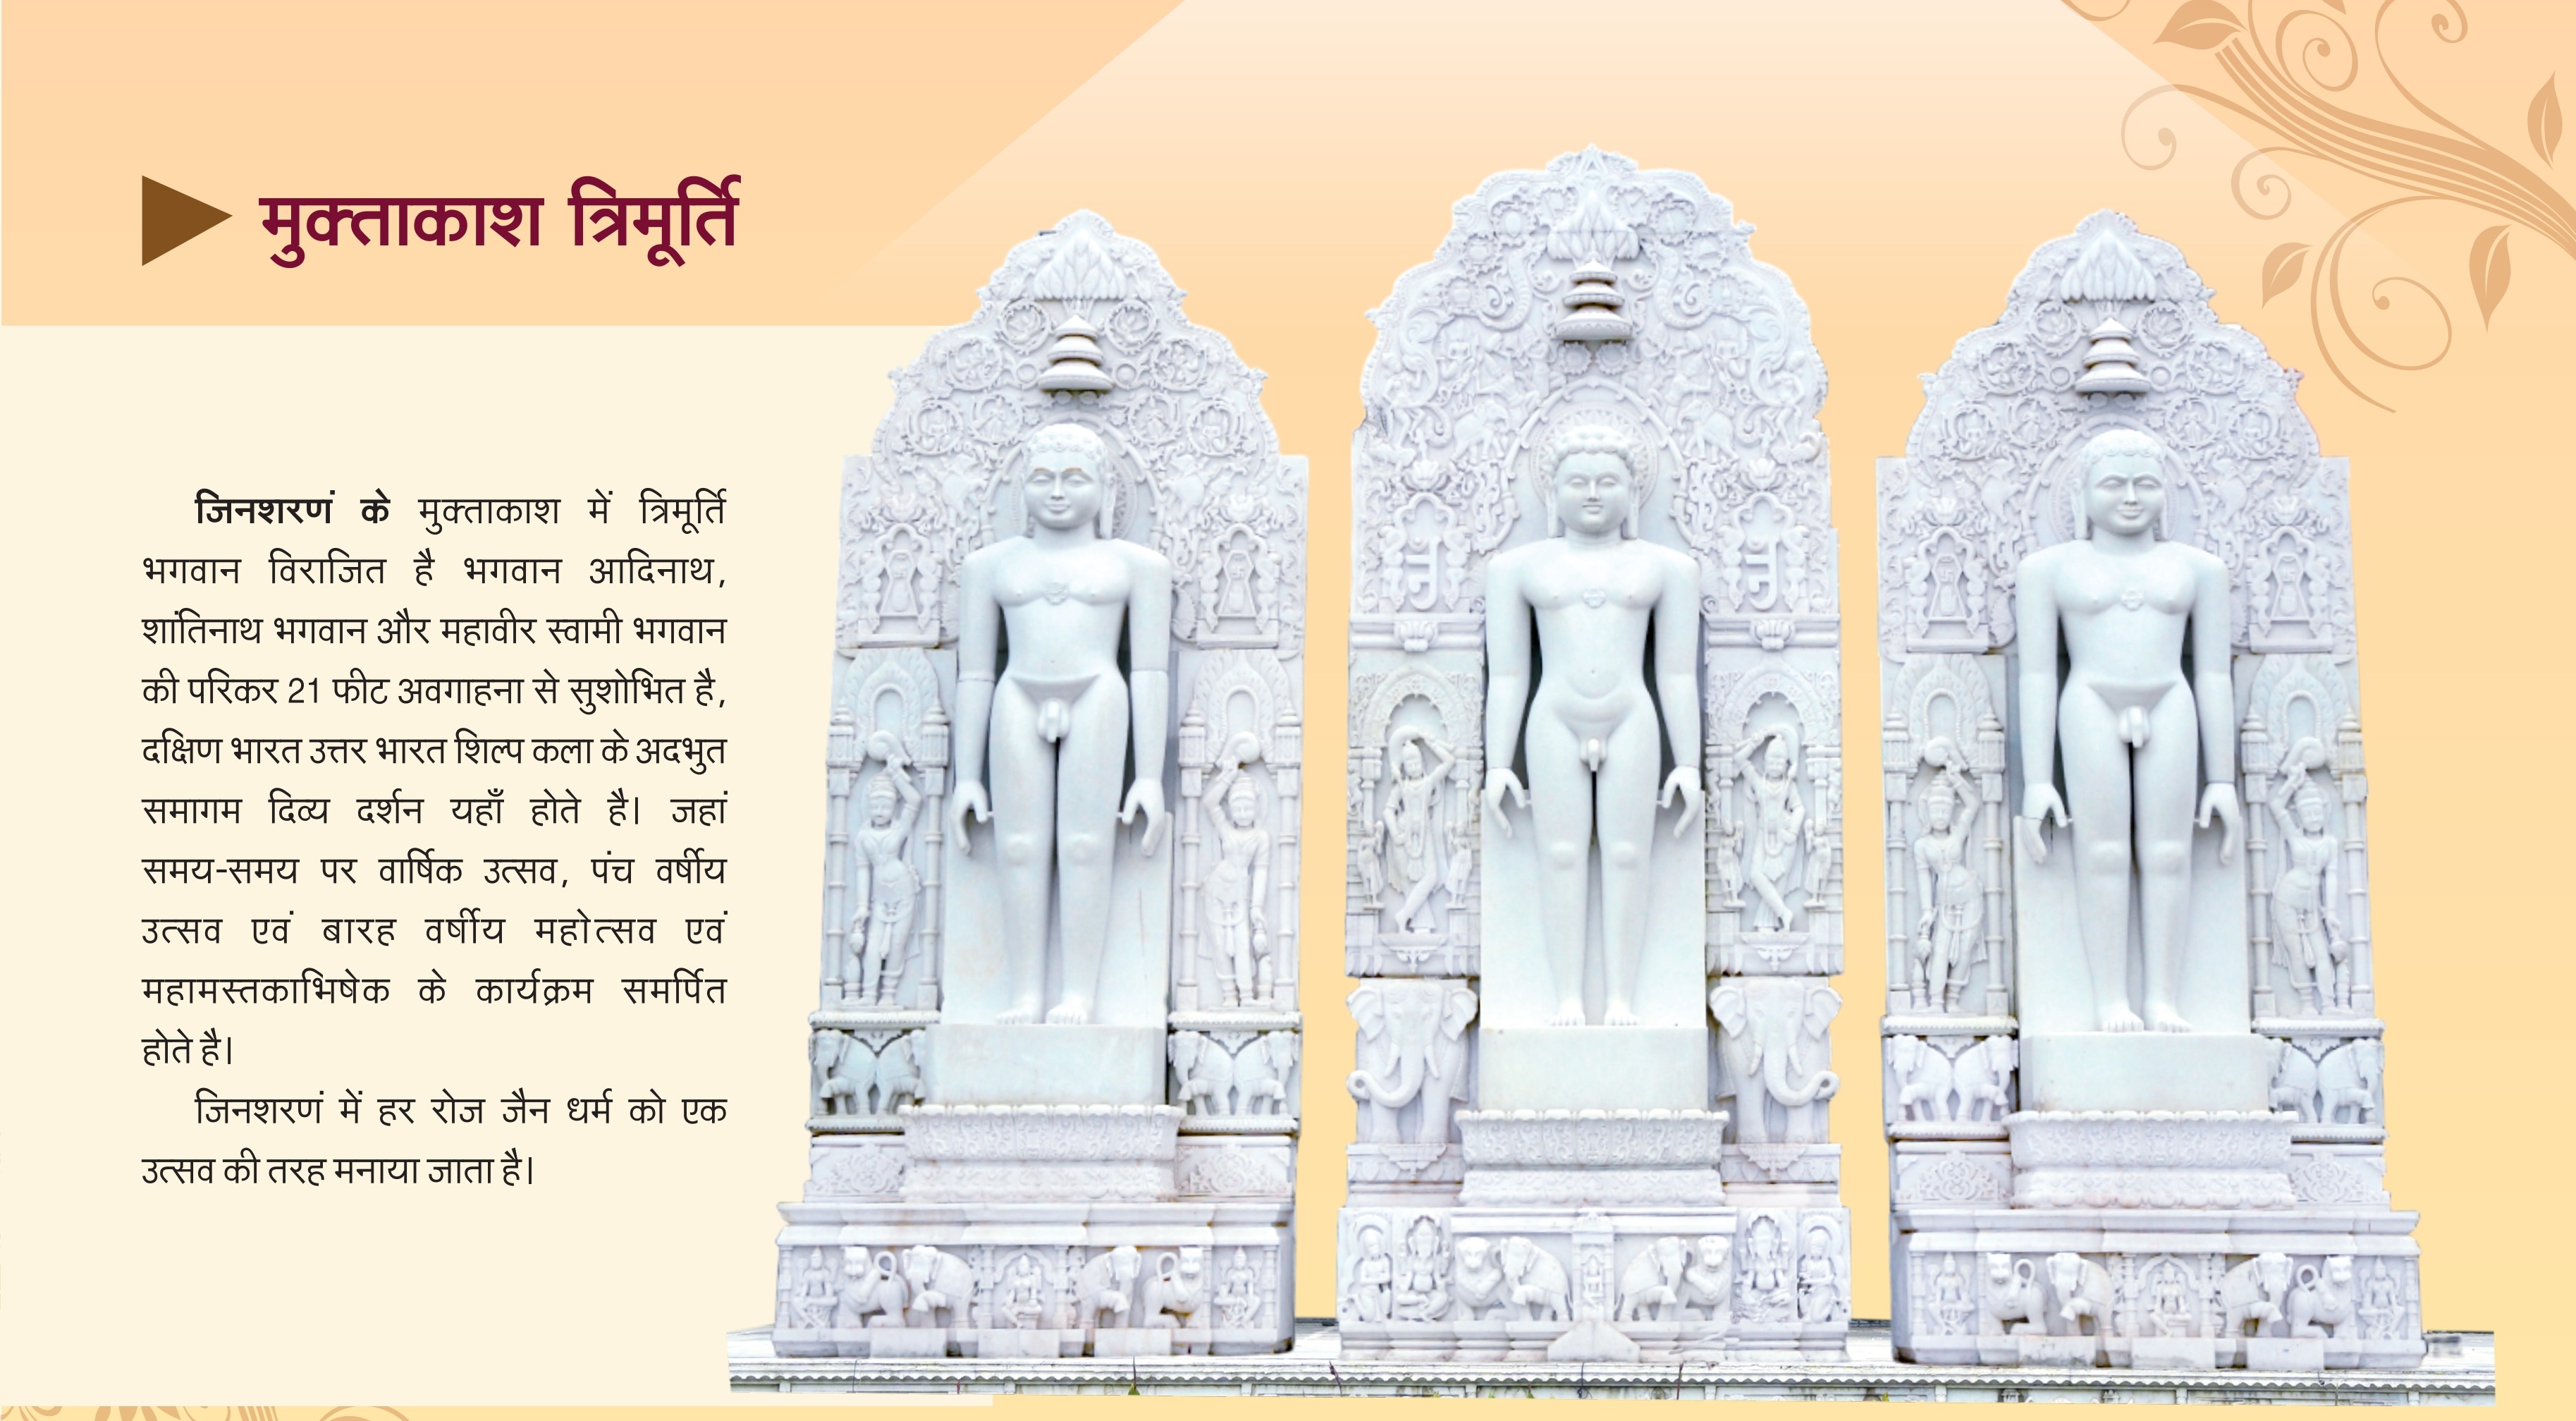 मुक्ताकाश त्रिमूर्ति
जिनशरणं के मुक्ताकाश में त्रिमूर्ति
भगवान विराजित है भगवान आदिनाथ,
शांतिनाथ भगवान और महावीर स्वामी भगवान
की परिकर 21 फीट अवगाहना से सुशोभित है,
दक्षिण भारत उत्तर भारत शिल्प कला के अदभुत
समागम दिव्य दर्शन यहाँ होते है। जहां
समय-समय पर वार्षिक उत्सव, पंच वर्षीय
उत्सव एवं बारह वर्षीय महोत्सव एवं
महामस्तकाभिषेक के कार्यक्रम समर्पित
होते है।
जिनशरणं में हर रोज जैन धर्म को एक
उत्सव की तरह मनाया जाता है।